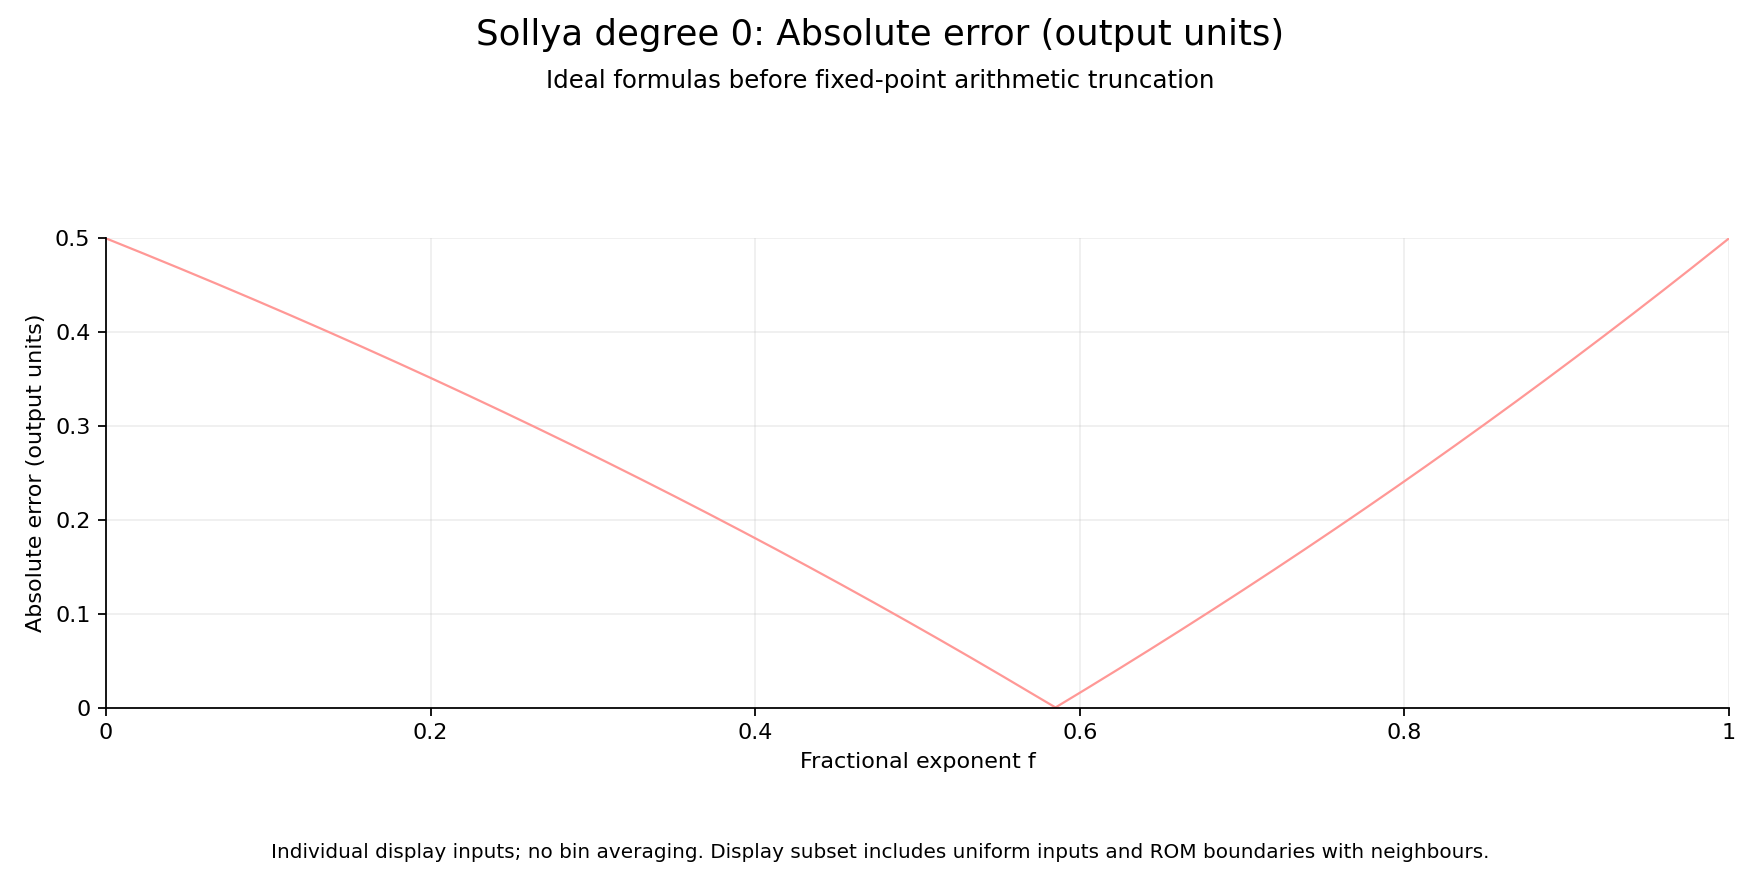 Sollya degree 0: Absolute error (output units)
Ideal formulas before fixed-point arithmetic truncation
Absolute error (output units)
0.5
0.4
0.3
0.2
0.1
0
0 0.2 0.4 0.6 0.8 1
Fractional exponent f
Individual display inputs; no bin averaging. Display subset includes uniform inputs and ROM boundaries with neighbours.